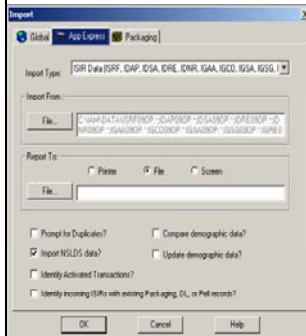 Import
Global App Express Packaging
Import Type: ISIR Data (ISRF, IDAP, IDSA, IDRE, IDNR, IGAA, IGCO, IGSA, IGSG, I
Import From:
File...
Report To:
Printer File Screen
File...
Prompt for Duplicates? Compare demographic data?
Import NSLDS data? Update demographic data?
Identify Activated Transactions?
Identify incoming ISIRs with existing Packaging, DL, or Pell records?
OK Cancel Help